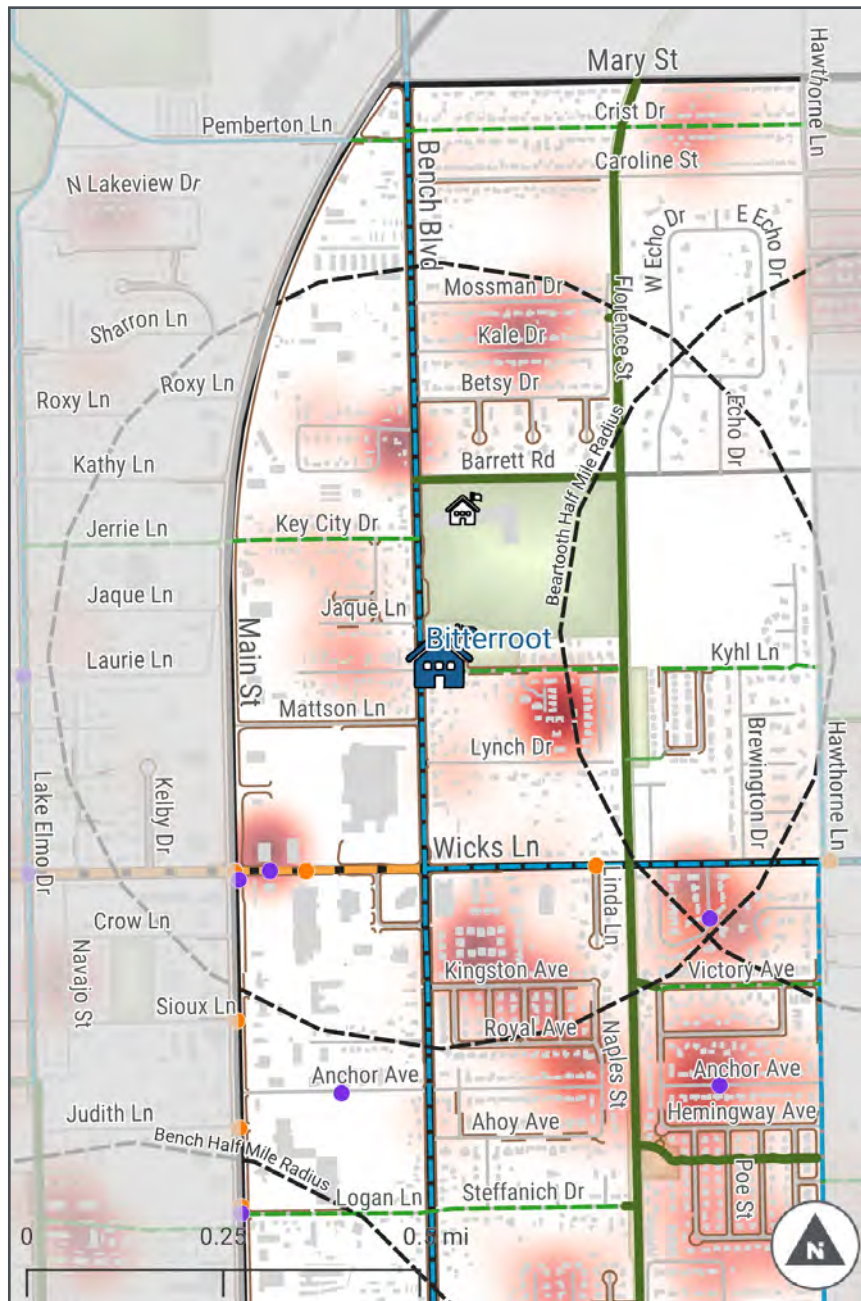 Mary St
Hawthorne Ln
Crist Dr
Pemberton Ln
Caroline St
Bench Blvd
N Lakeview Dr
W Echo Dr
E Echo Dr
Mossman Dr
Florence St
Sharron Ln
Kale Dr
Roxy Ln
Roxy Ln
Betsy Dr
Echo Dr
Kathy Ln
Barrett Rd
Beartooth Half Mile Radius
Jerrie Ln
Key City Dr
Jaque Ln
Jaque Ln
Bitterroot
Laurie Ln
Main St
Kyhl Ln
Mattson Ln
Lynch Dr
Brewington Dr
Hawthorne Ln
Lake Elmo Dr
Kelby Dr
Wicks Ln
Linda Ln
Crow Ln
Navajo St
Kingston Ave
Victory Ave
Sioux Ln
Royal Ave
Naples St
Anchor Ave
Anchor Ave
Judith Ln
Ahoy Ave
Hemingway Ave
Bench Half Mile Radius
Poe St
Logan Ln
Steffanich Dr
0
0.25
0.5 mi
N